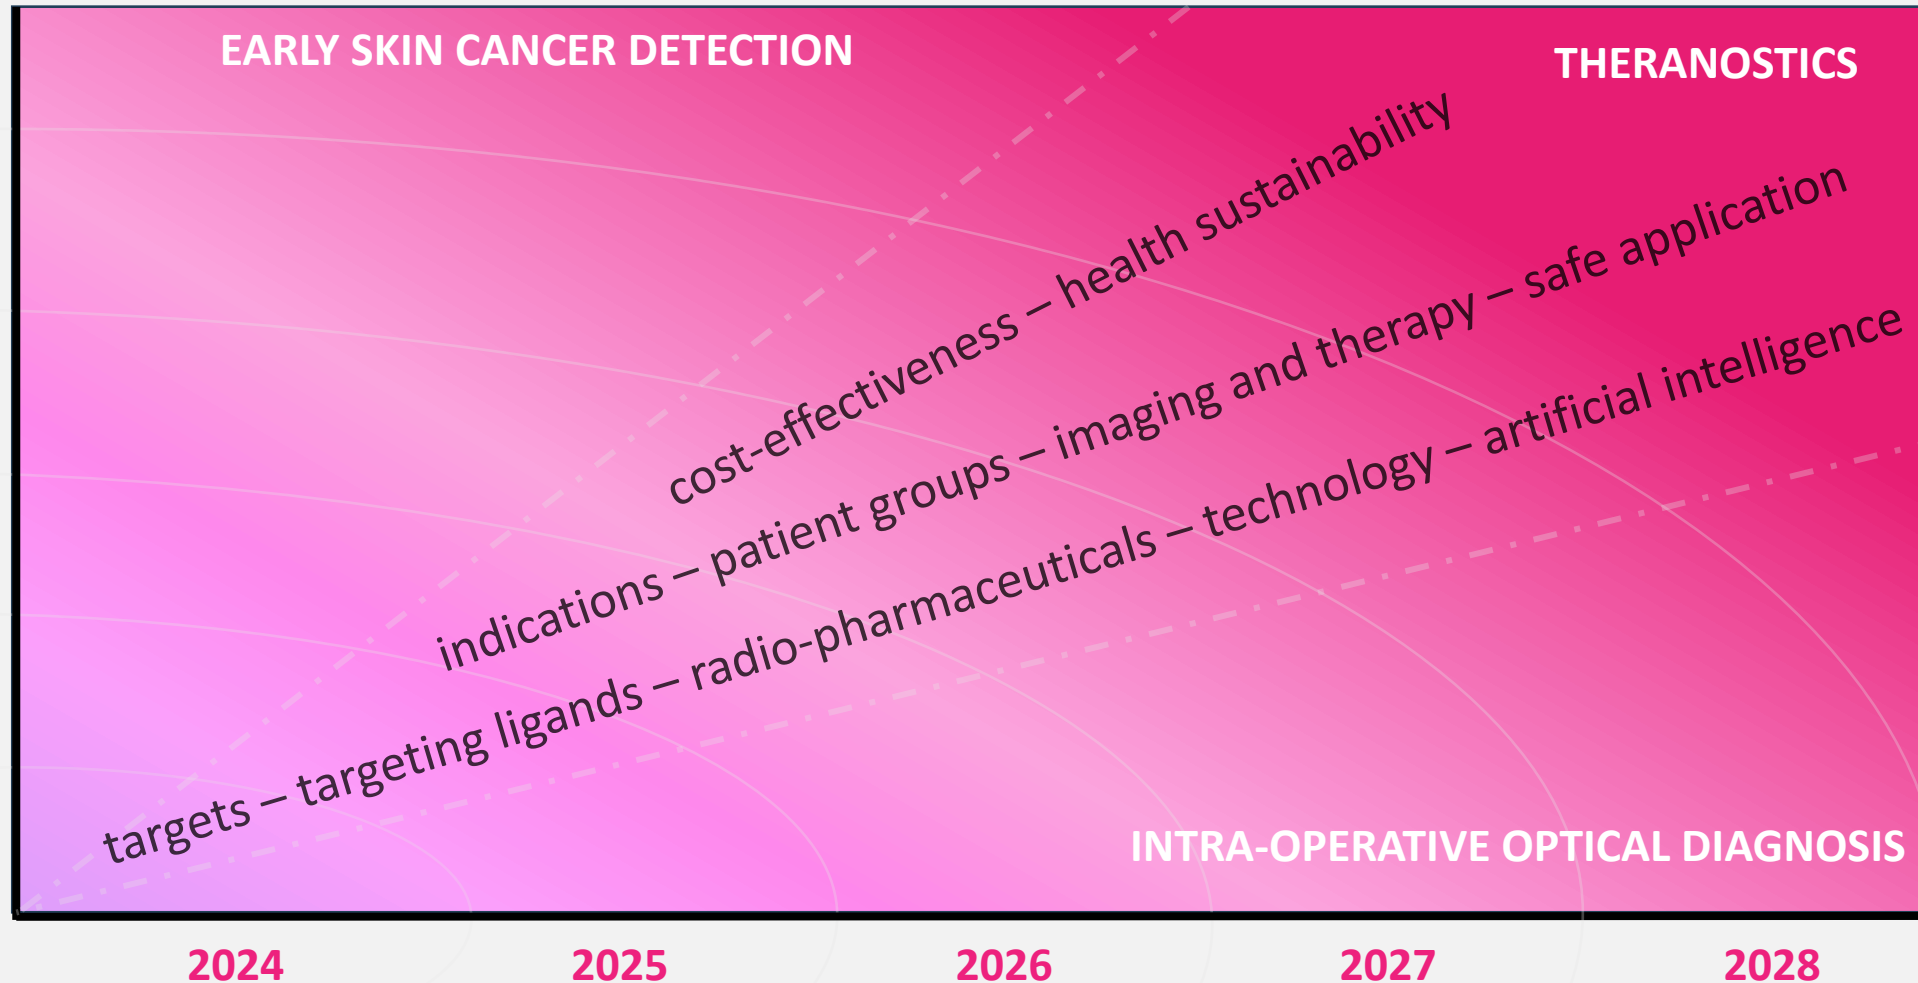 EARLY SKIN CANCER DETECTION
THERANOSTICS
cost-effectiveness – health sustainability
indications – patient groups – imaging and therapy – safe application
targets – targeting ligands – radio-pharmaceuticals – technology – artificial intelligence
INTRA-OPERATIVE OPTICAL DIAGNOSIS
2024 2025 2026 2027 2028